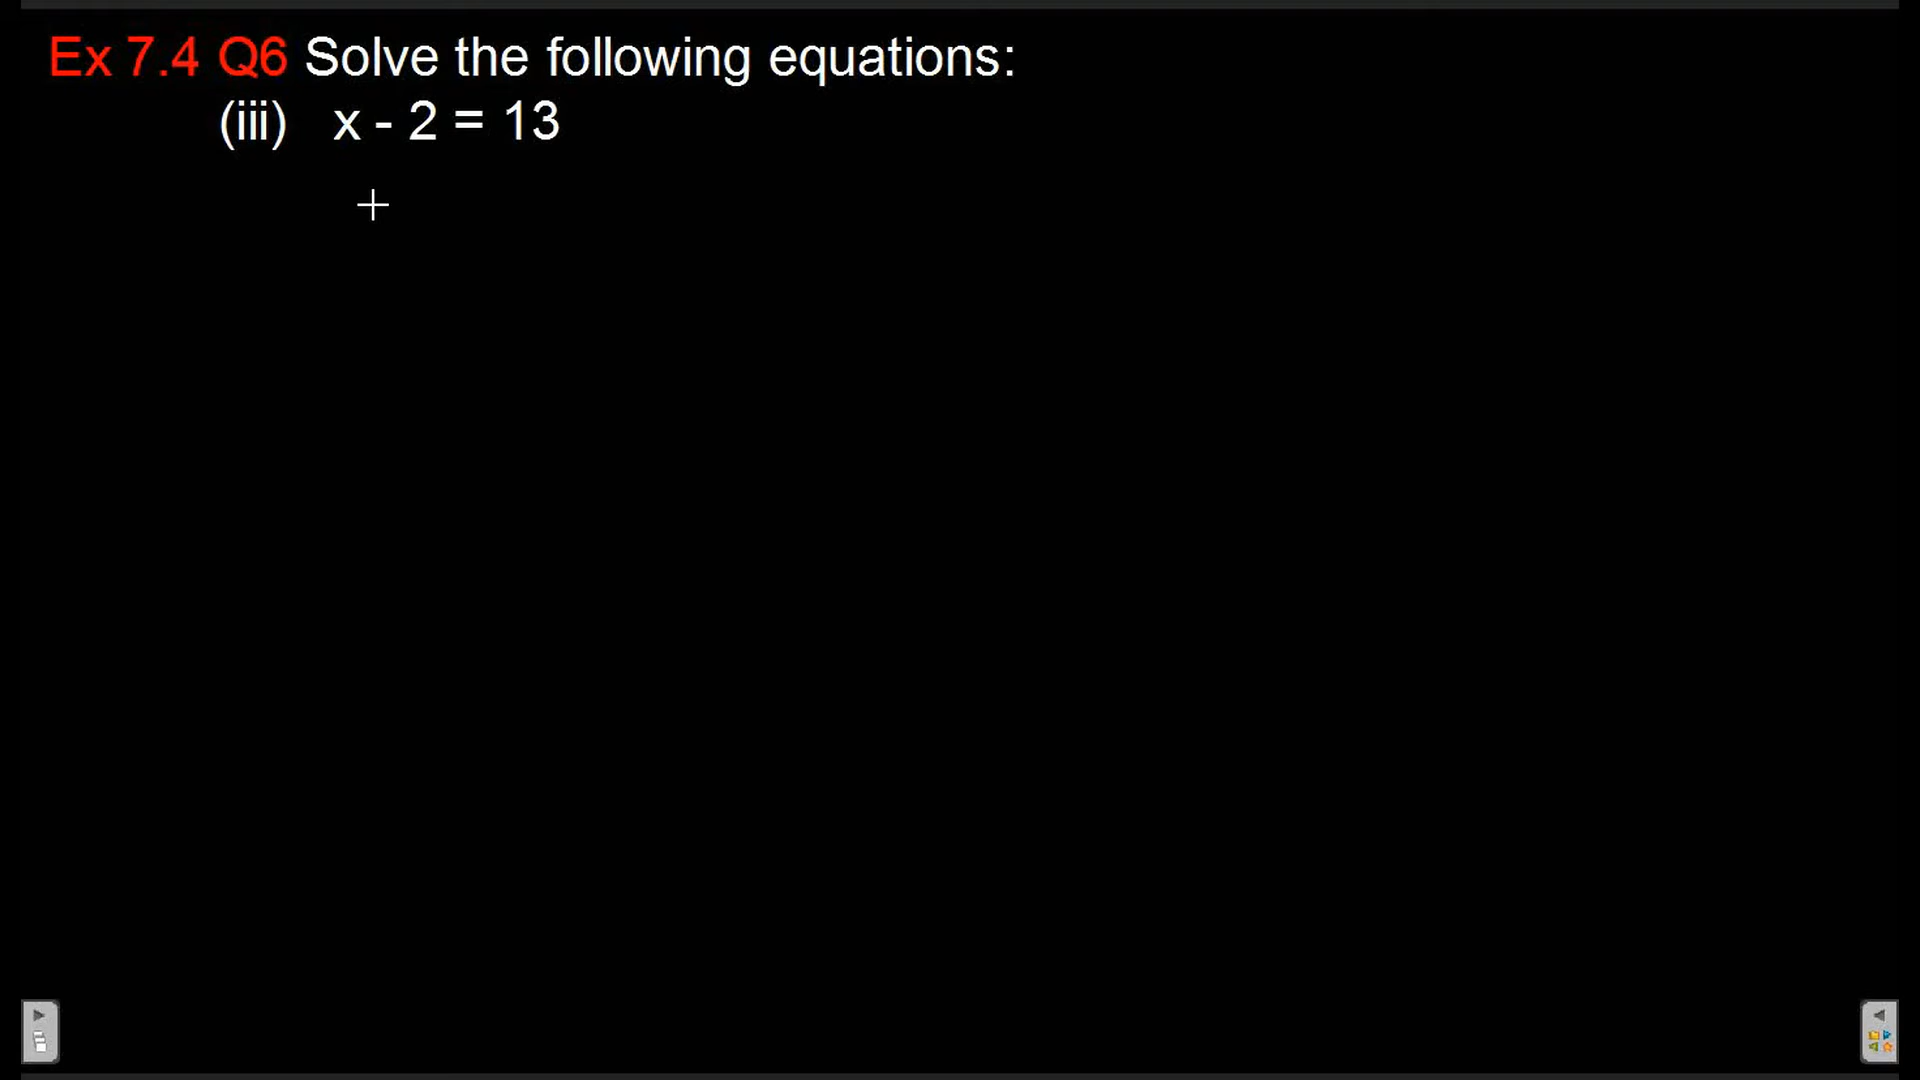 Ex 7.4 Q6 Solve the following equations:
(iii) x - 2 = 13